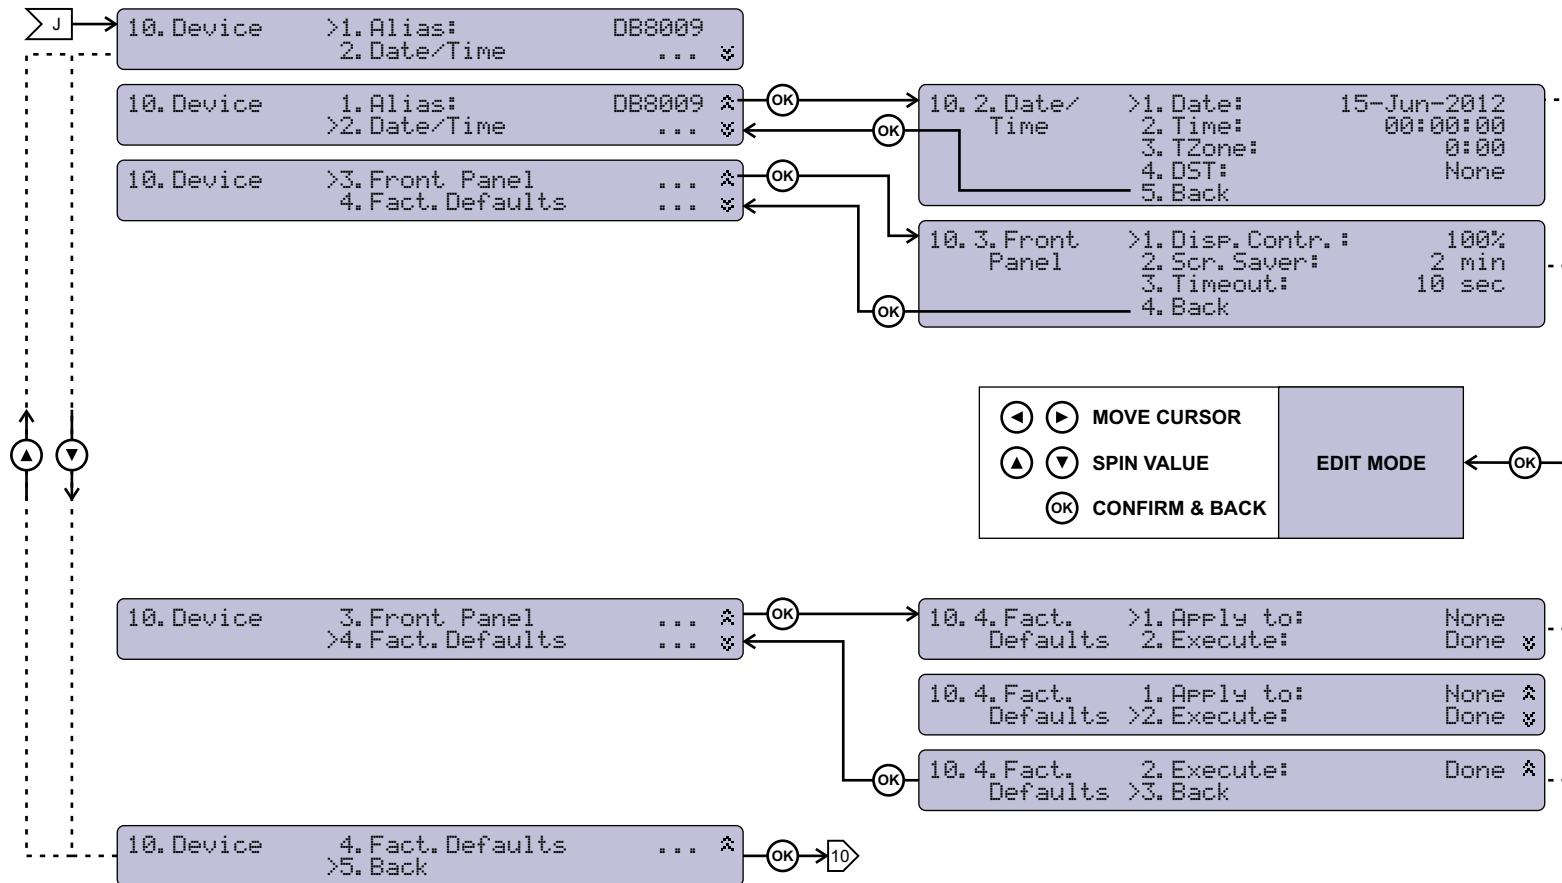 J
10.Device >1.Alias: DB8009
2.Date/Time ...
10.Device 1.Alias: DB8009
>2.Date/Time ...
OK
OK
10.2.Date/ >1.Date: 15-Jun-2012
Time 2.Time: 00:00:00
3.TZone: 0:00
4.DST: None
5.Back
10.Device >3.Front Panel ...
4.Fact.Defaults ...
OK
OK
10.3.Front >1.Disp.Contr.: 100%
Panel 2.Scr.Saver: 2 min
3.Timeout: 10 sec
4.Back
MOVE CURSOR
SPIN VALUE
OK CONFIRM & BACK
EDIT MODE
OK
10.Device 3.Front Panel ...
>4.Fact.Defaults ...
OK
10.4.Fact. >1.Apply to: None
Defaults 2.Execute: Done
10.4.Fact. 1.Apply to: None
Defaults >2.Execute: Done
OK
10.4.Fact. 2.Execute: Done
Defaults >3.Back
10.Device 4.Fact.Defaults ...
>5.Back
OK
10